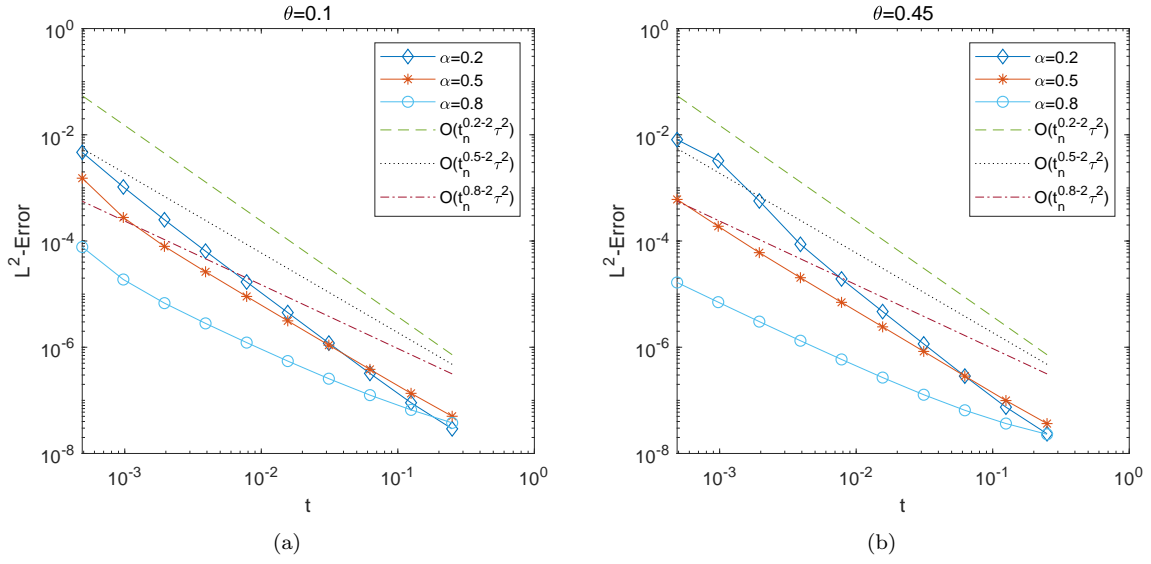 θ=0.1
10^0
10^-2
10^-4
10^-6
10^-8
L^2-Error
10^-3
10^-2
10^-1
10^0
t
α=0.2
α=0.5
α=0.8
O(t_n^{0.2-2}τ^2)
O(t_n^{0.5-2}τ^2)
O(t_n^{0.8-2}τ^2)
(a)
θ=0.45
10^0
10^-2
10^-4
10^-6
10^-8
L^2-Error
10^-3
10^-2
10^-1
10^0
t
α=0.2
α=0.5
α=0.8
O(t_n^{0.2-2}τ^2)
O(t_n^{0.5-2}τ^2)
O(t_n^{0.8-2}τ^2)
(b)